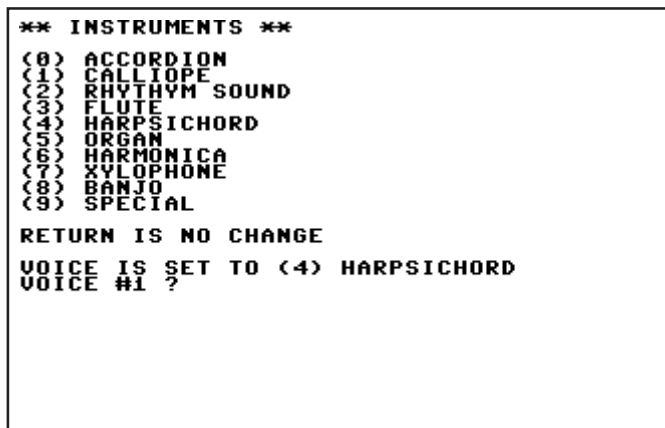 ** INSTRUMENTS **
(0) ACCORDION
(1) CALLIOPE
(2) RHYTHYM SOUND
(3) FLUTE
(4) HARPSICHORD
(5) ORGAN
(6) HARMONICA
(7) XYLOPHONE
(8) BANJO
(9) SPECIAL
RETURN IS NO CHANGE
VOICE IS SET TO (4) HARPSICHORD
VOICE #1 ?